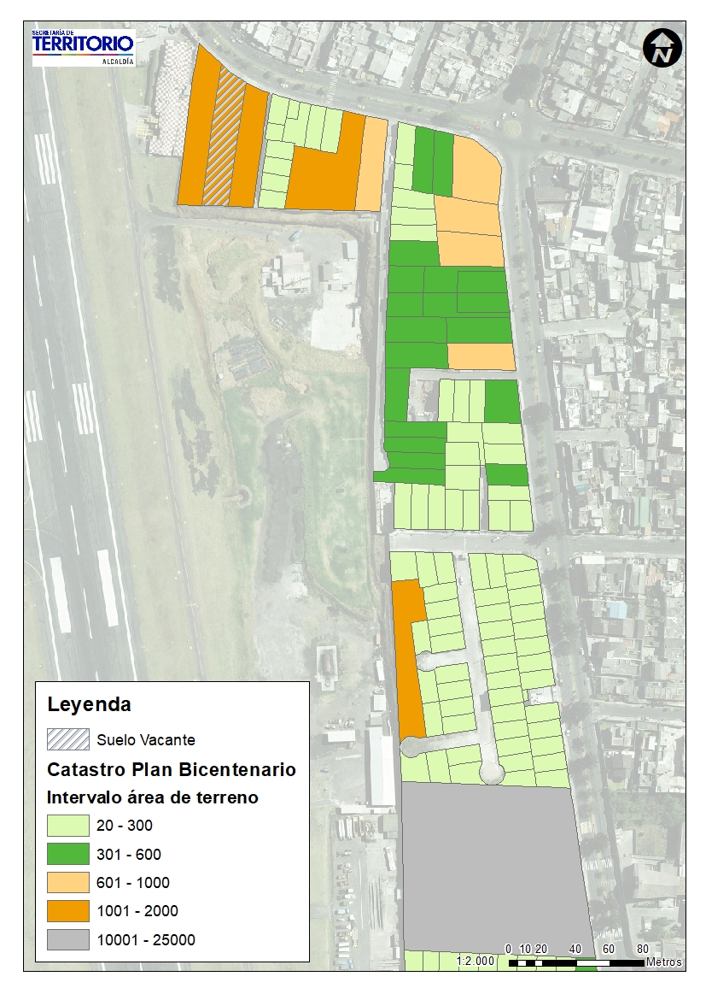 SECRETARÍA DE
TERRITORIO
ALCALDÍA
N
Leyenda
Suelo Vacante
Catastro Plan Bicentenario
Intervalo área de terreno
20 - 300
301 - 600
601 - 1000
1001 - 2000
10001 - 25000
0 10 20 40 60 80
1:2.000 Metros